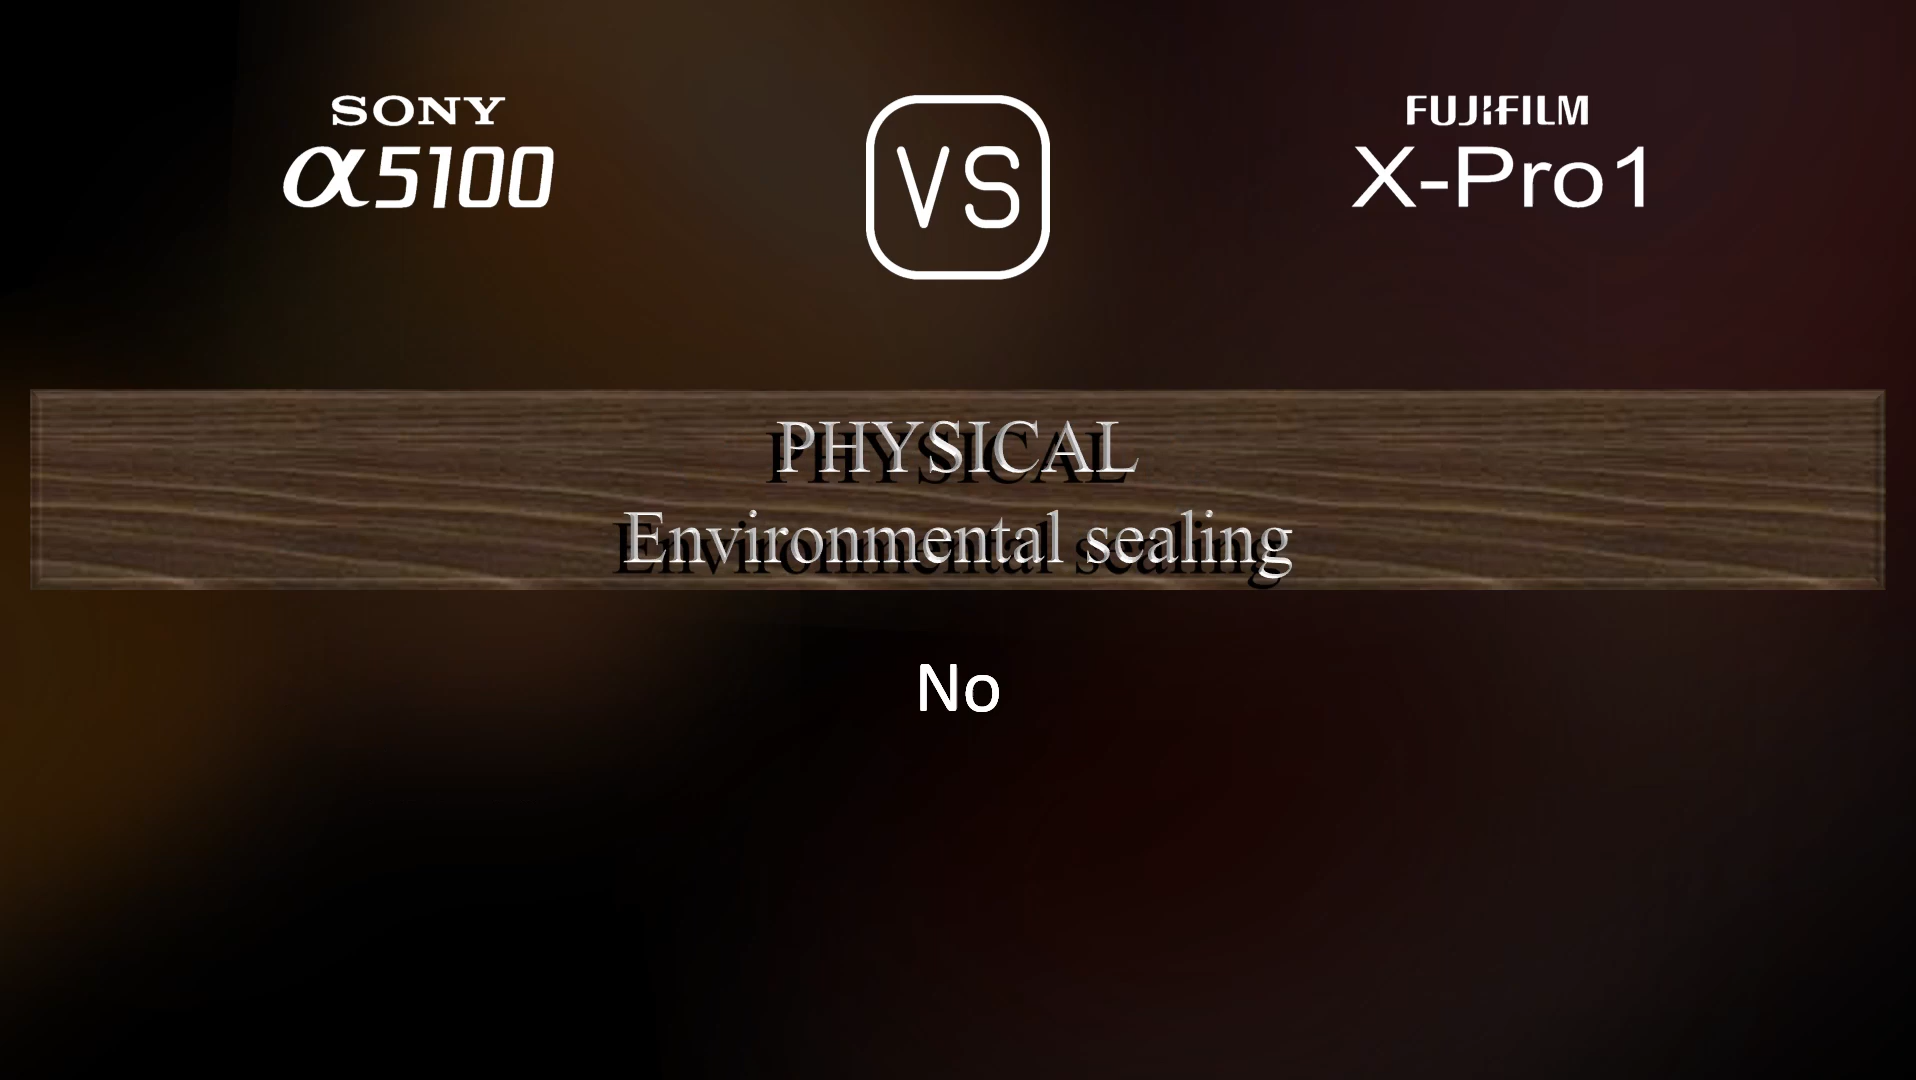 SONY
α5100
VS
FUJIFILM
X-Pro1
PHYSICAL
Environmental sealing
No